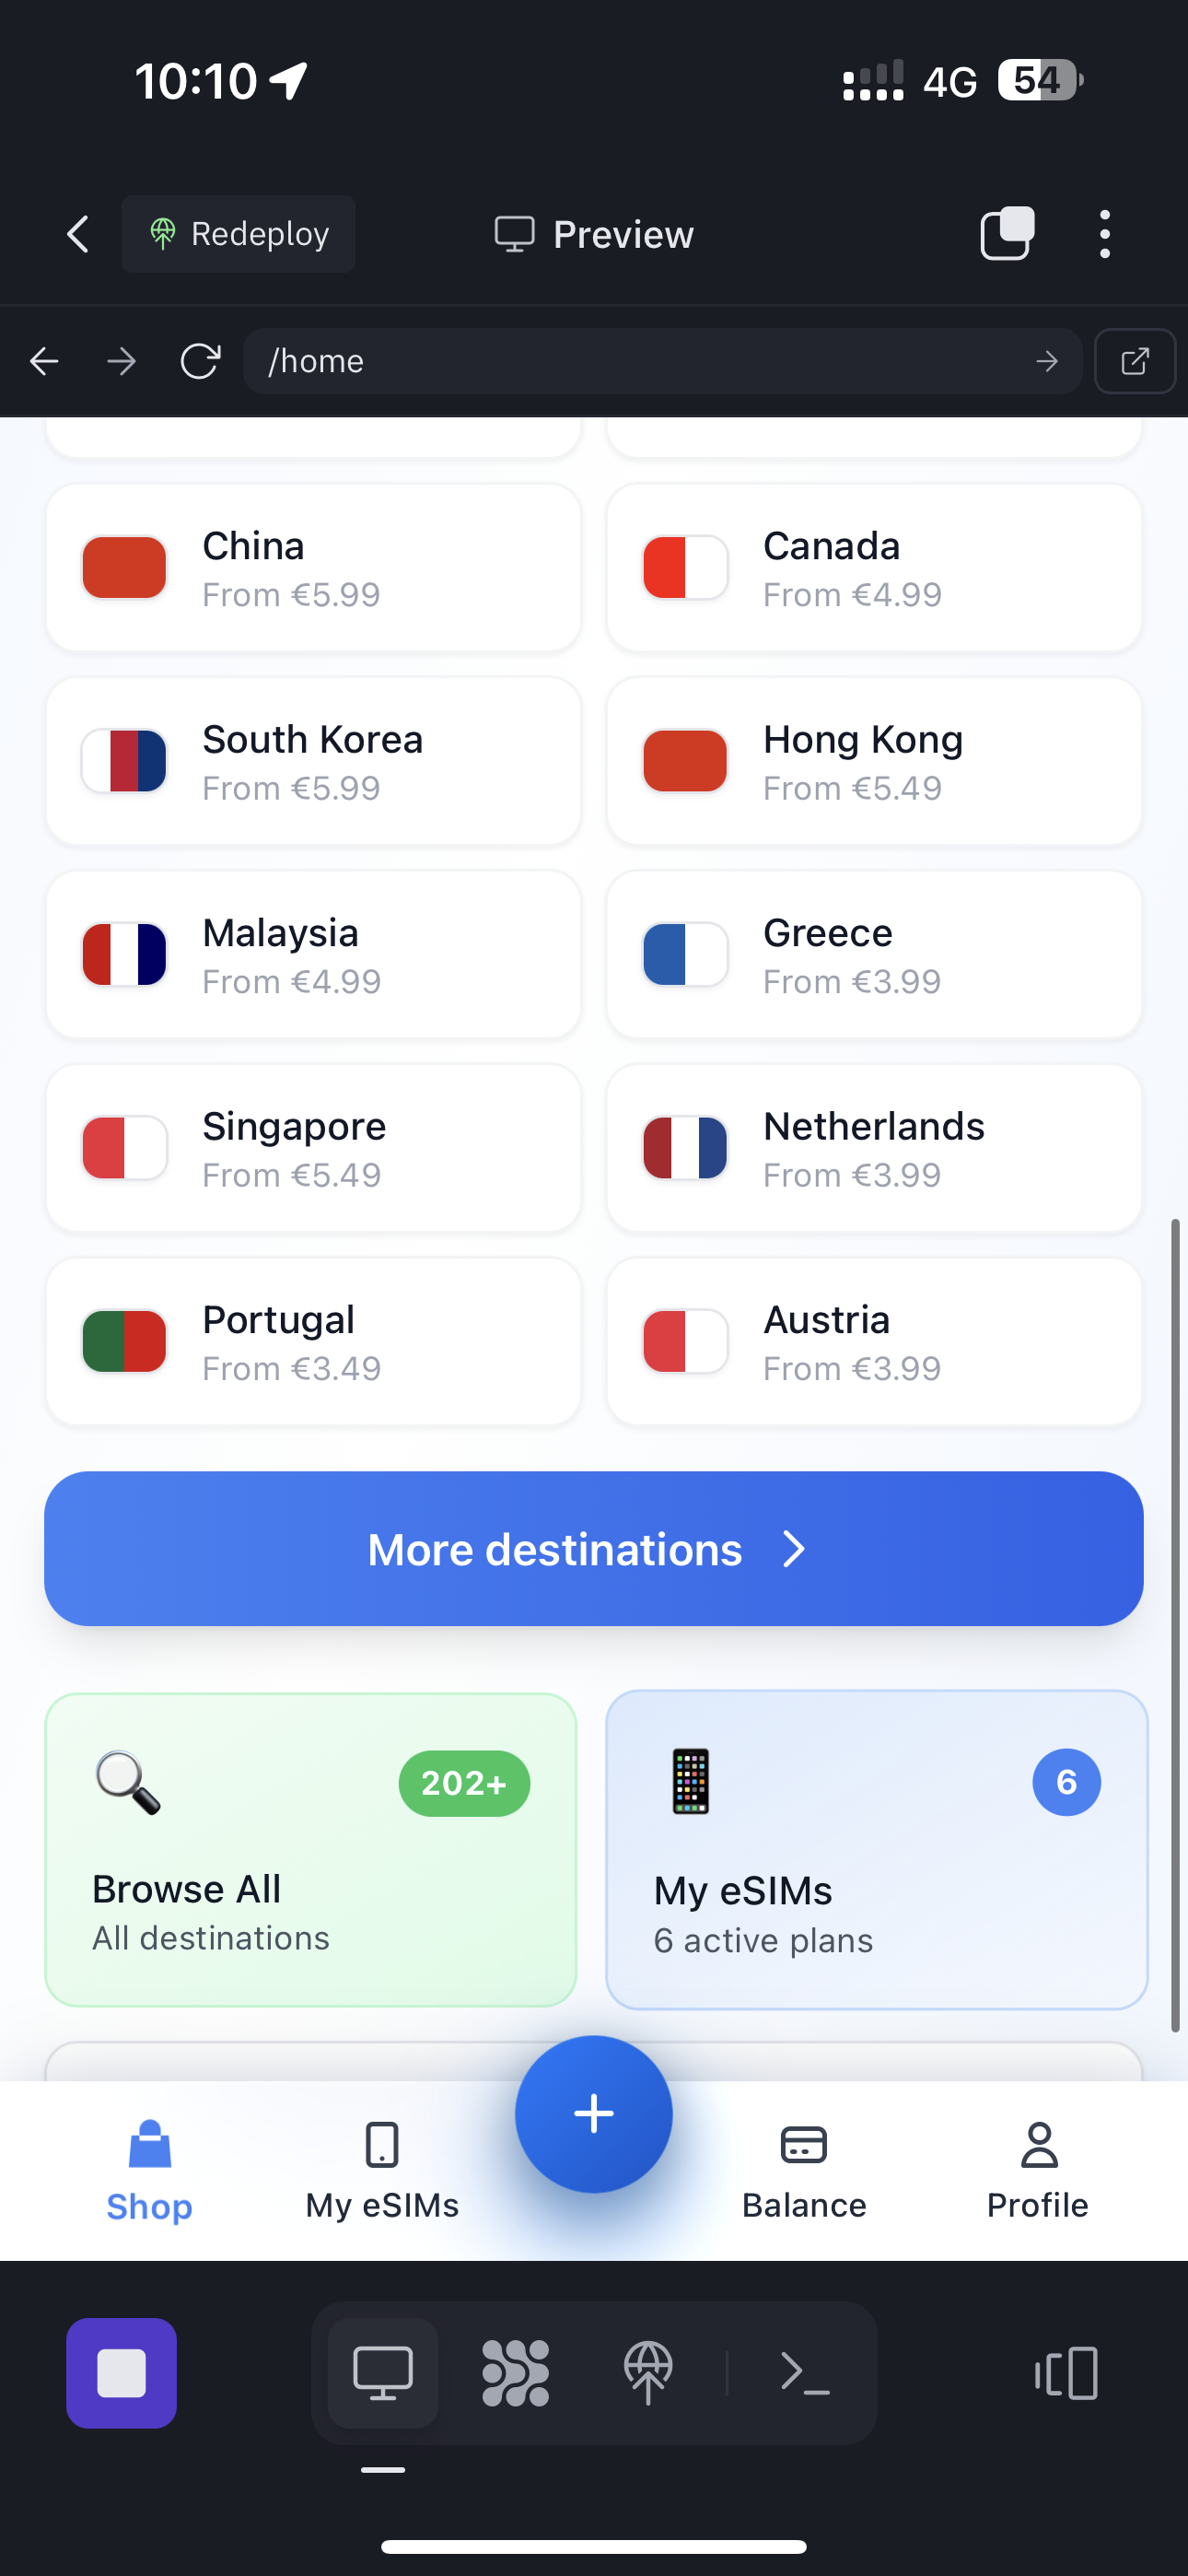 10:10
4G
54
Redeploy
Preview
/home
China
From €5.99
Canada
From €4.99
South Korea
From €5.99
Hong Kong
From €5.49
Malaysia
From €4.99
Greece
From €3.99
Singapore
From €5.49
Netherlands
From €3.99
Portugal
From €3.49
Austria
From €3.99
More destinations
202+
Browse All
All destinations
6
My eSIMs
6 active plans
Shop
My eSIMs
Balance
Profile